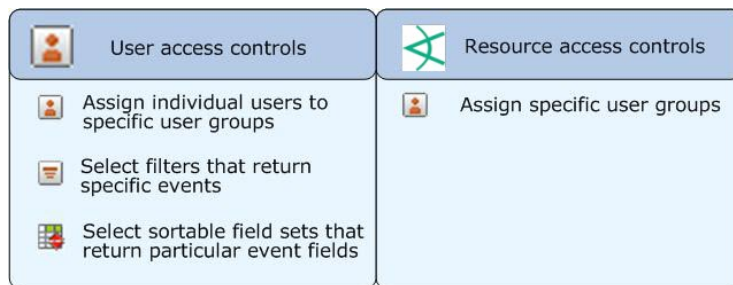 User access controls
Assign individual users to
specific user groups
Select filters that return
specific events
Select sortable field sets that
return particular event fields
Resource access controls
Assign specific user groups